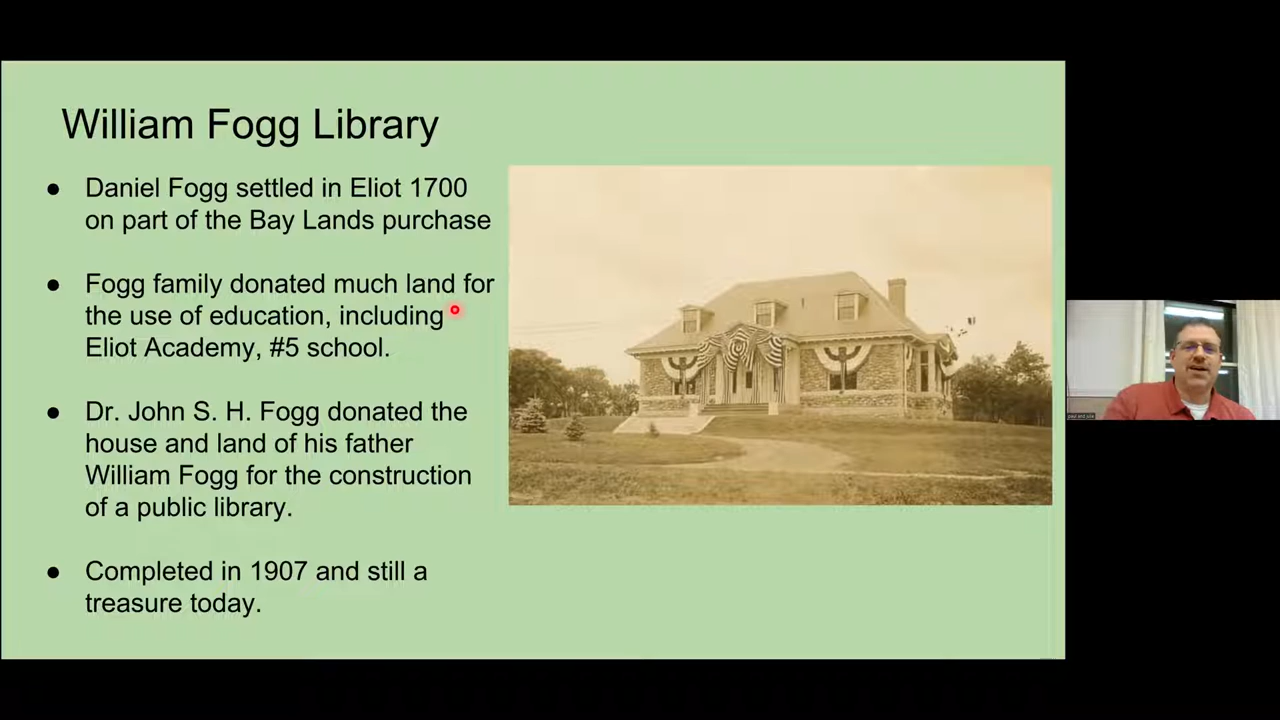 William Fogg Library
● Daniel Fogg settled in Eliot 1700
on part of the Bay Lands purchase
● Fogg family donated much land for
the use of education, including
Eliot Academy, #5 school.
● Dr. John S. H. Fogg donated the
house and land of his father
William Fogg for the construction
of a public library.
● Completed in 1907 and still a
treasure today.